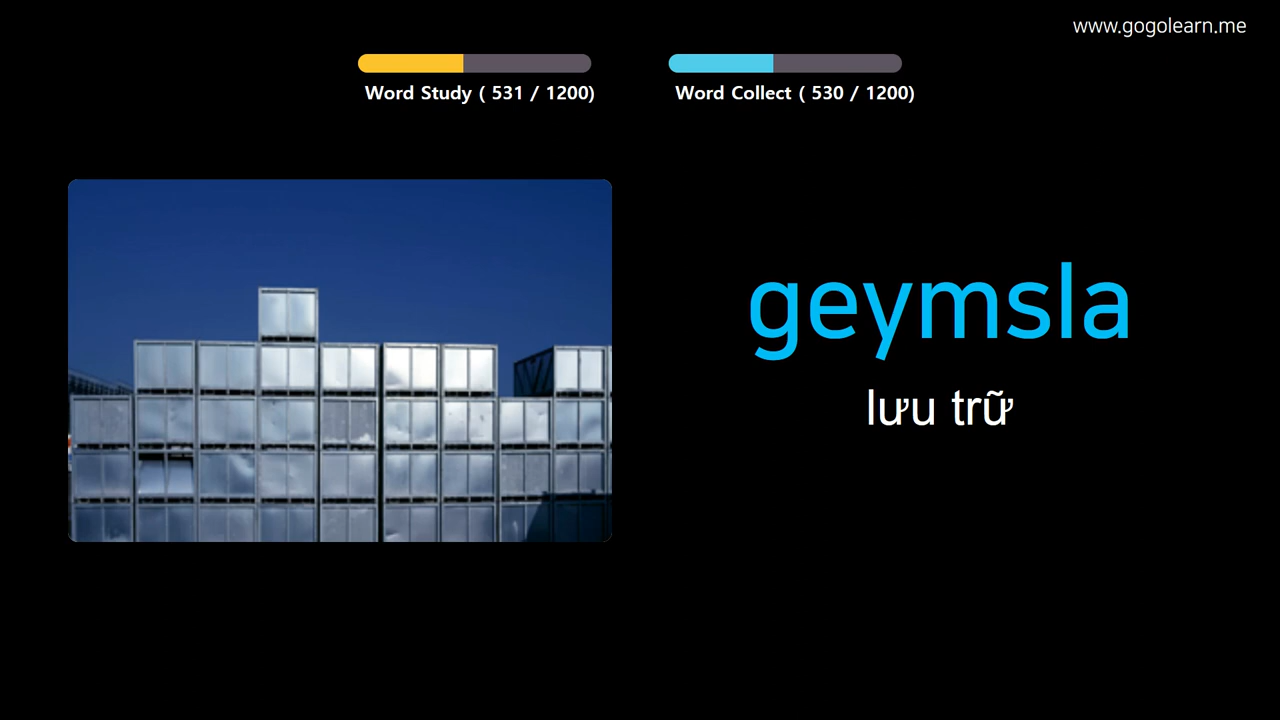 www.gogolearn.me
Word Study ( 531 / 1200)
Word Collect ( 530 / 1200)
geymsla
lưu trữ